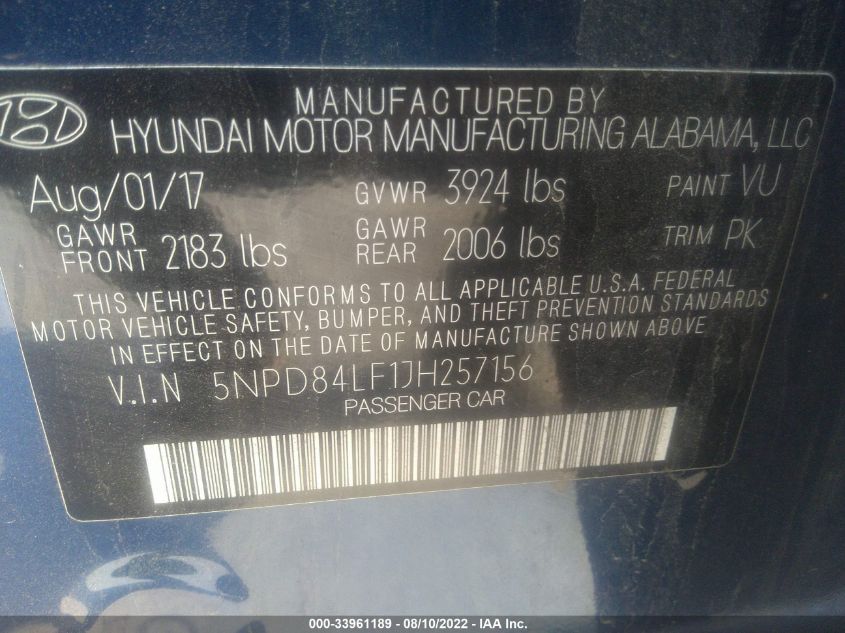 MANUFACTURED BY
HYUNDAI MOTOR MANUFACTURING ALABAMA, LLC
Aug/01/17 GVWR 3924 lbs PAINT VU
GAWR FRONT 2183 lbs GAWR REAR 2006 lbs TRIM PK
THIS VEHICLE CONFORMS TO ALL APPLICABLE U.S.A. FEDERAL
MOTOR VEHICLE SAFETY, BUMPER, AND THEFT PREVENTION STANDARDS
IN EFFECT ON THE DATE OF MANUFACTURE SHOWN ABOVE
V.I.N 5NPD84LF1JH257156
PASSENGER CAR
000-33961189 - 08/10/2022 - IAA Inc.